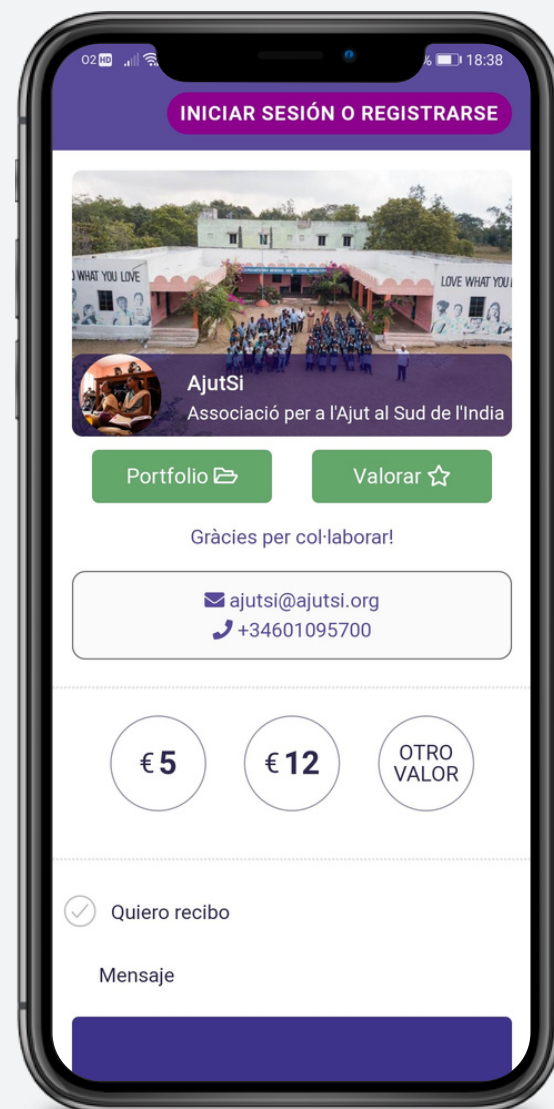 02 HD % 18:38
INICIAR SESIÓN O REGISTRARSE
WHAT YOU LOVE
LOVE WHAT YOU
AjutSi
Associació per a l'Ajut al Sud de l'India
Portfolio
Valorar
Gràcies per col·laborar!
ajutsi@ajutsi.org
+34601095700
€ 5
€ 12
OTRO
VALOR
Quiero recibo
Mensaje